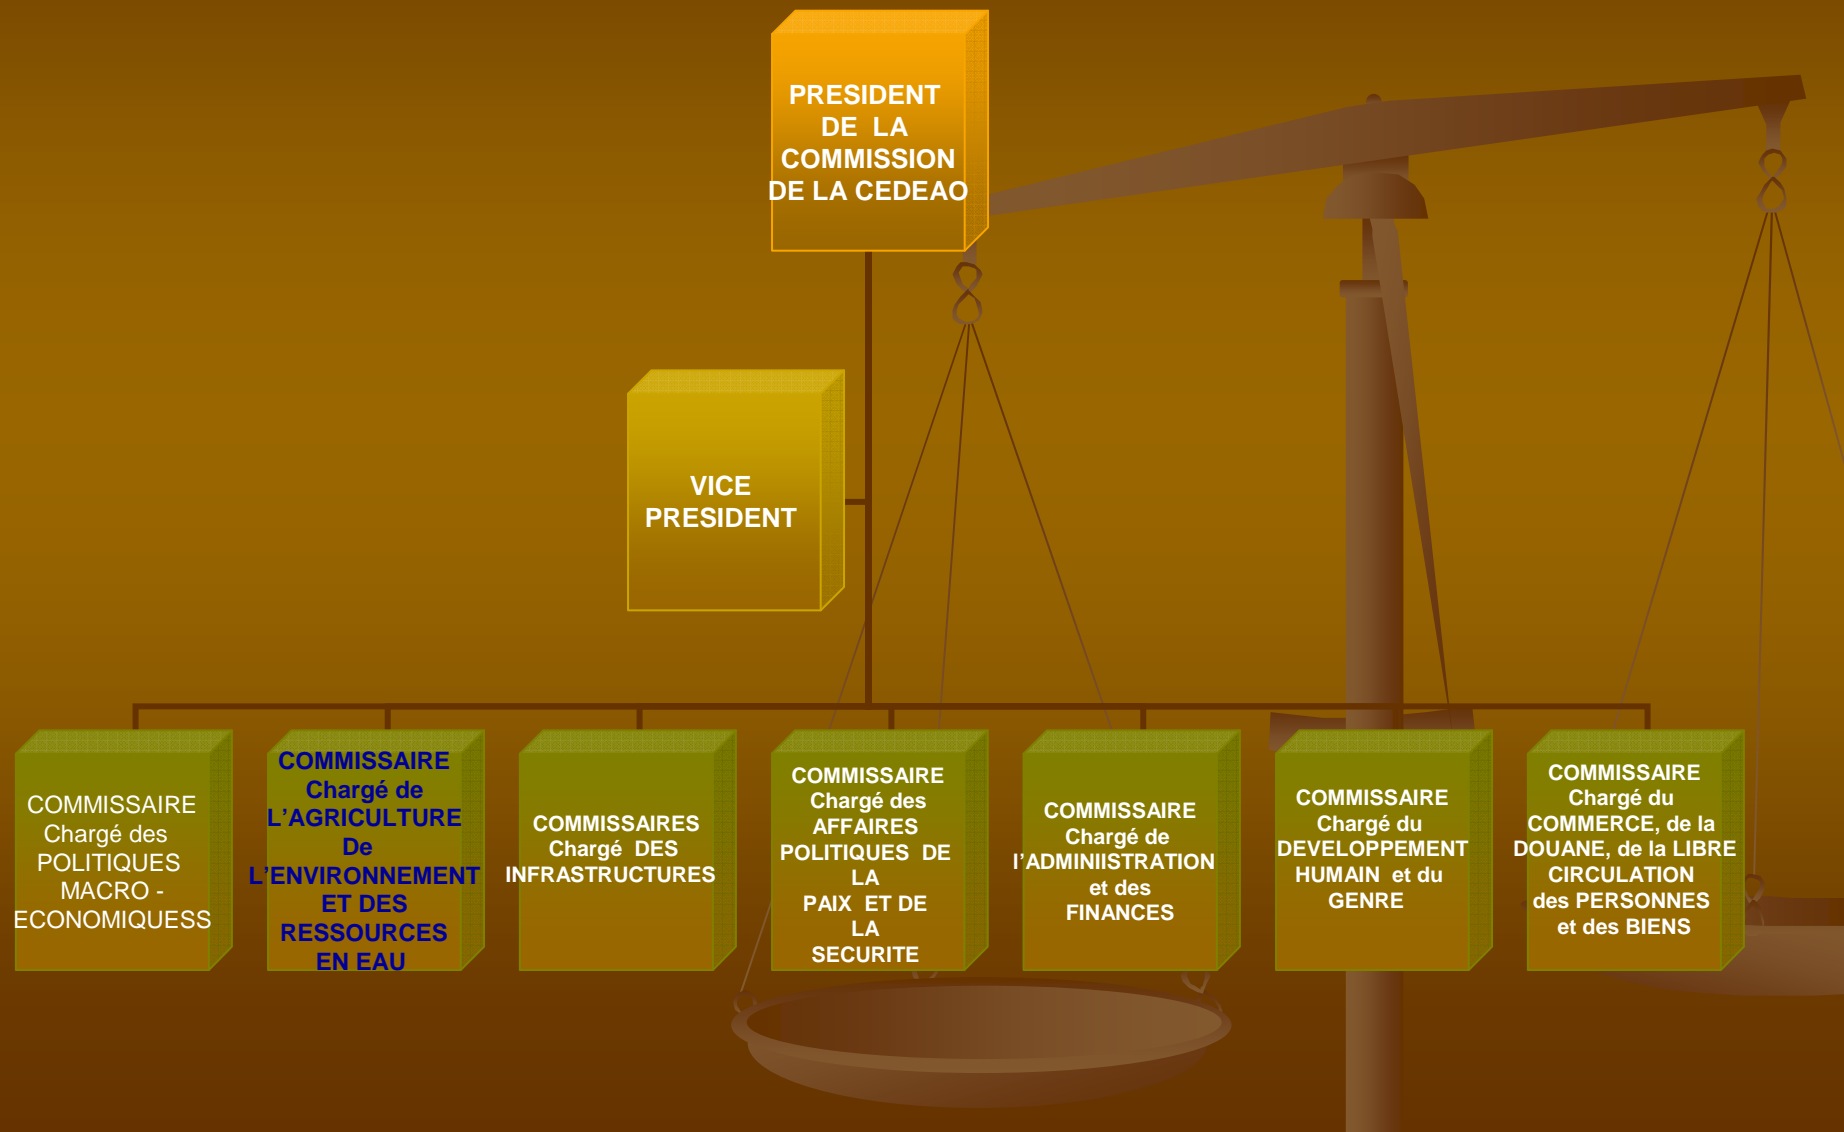 PRESIDENT
DE LA
COMMISSION
DE LA CEDEAO
VICE
PRESIDENT
COMMISSAIRE
Chargé des
POLITIQUES
MACRO -
ECONOMIQUESS
COMMISSAIRE
Chargé de
L’AGRICULTURE
De
L’ENVIRONNEMENT
ET DES
RESSOURCES
EN EAU
COMMISSAIRES
Chargé DES
INFRASTRUCTURES
COMMISSAIRE
Chargé des
AFFAIRES
POLITIQUES DE
LA
PAIX ET DE
LA
SECURITE
COMMISSAIRE
Chargé de
l’ADMINIISTRATION
et des
FINANCES
COMMISSAIRE
Chargé du
DEVELOPPEMENT
HUMAIN et du
GENRE
COMMISSAIRE
Chargé du
COMMERCE, de la
DOUANE, de la LIBRE
CIRCULATION
des PERSONNES
et des BIENS